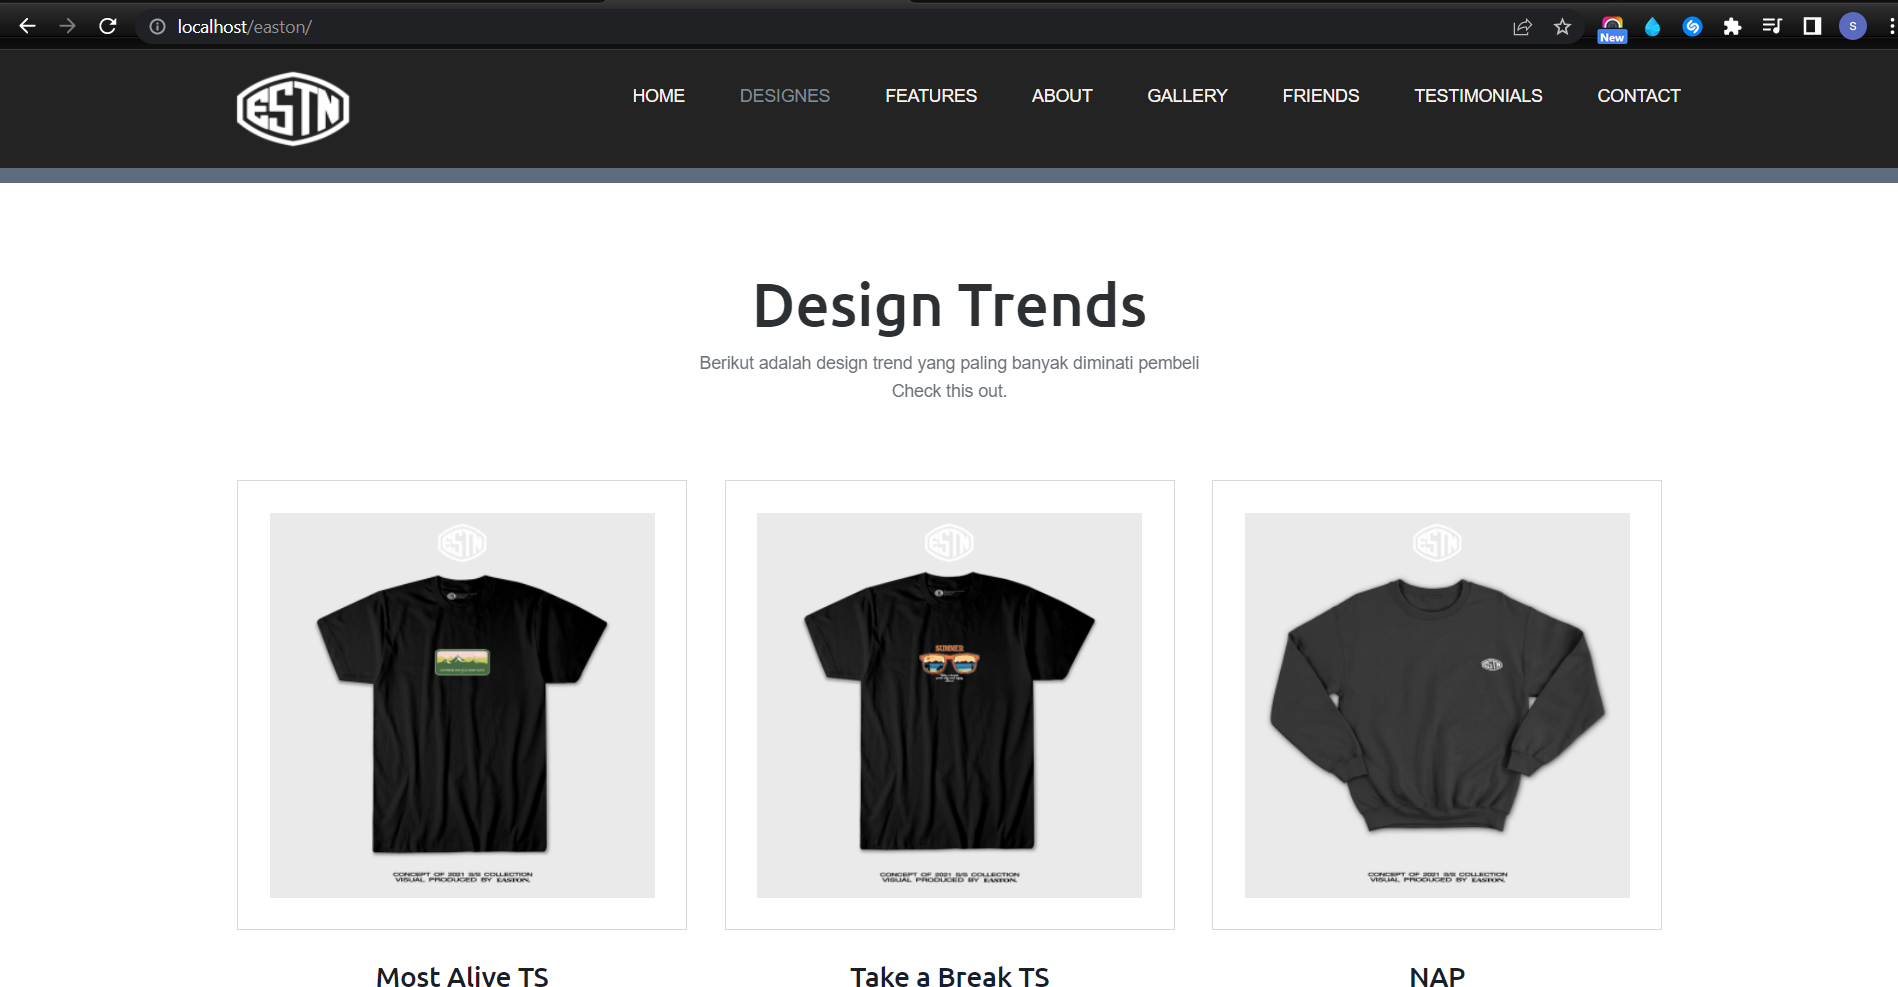 localhost/easton/
New
S
ESTN
HOME
DESIGNES
FEATURES
ABOUT
GALLERY
FRIENDS
TESTIMONIALS
CONTACT
Design Trends
Berikut adalah design trend yang paling banyak diminati pembeli
Check this out.
ESTN
CONCEPT OF 2021 S/S COLLECTION
VISUAL PRODUCED BY EASTON.
ESTN
SUMMER
CONCEPT OF 2021 S/S COLLECTION
VISUAL PRODUCED BY EASTON.
ESTN
ESTN
CONCEPT OF 2021 S/S COLLECTION
VISUAL PRODUCED BY EASTON.
Most Alive TS
Take a Break TS
NAP